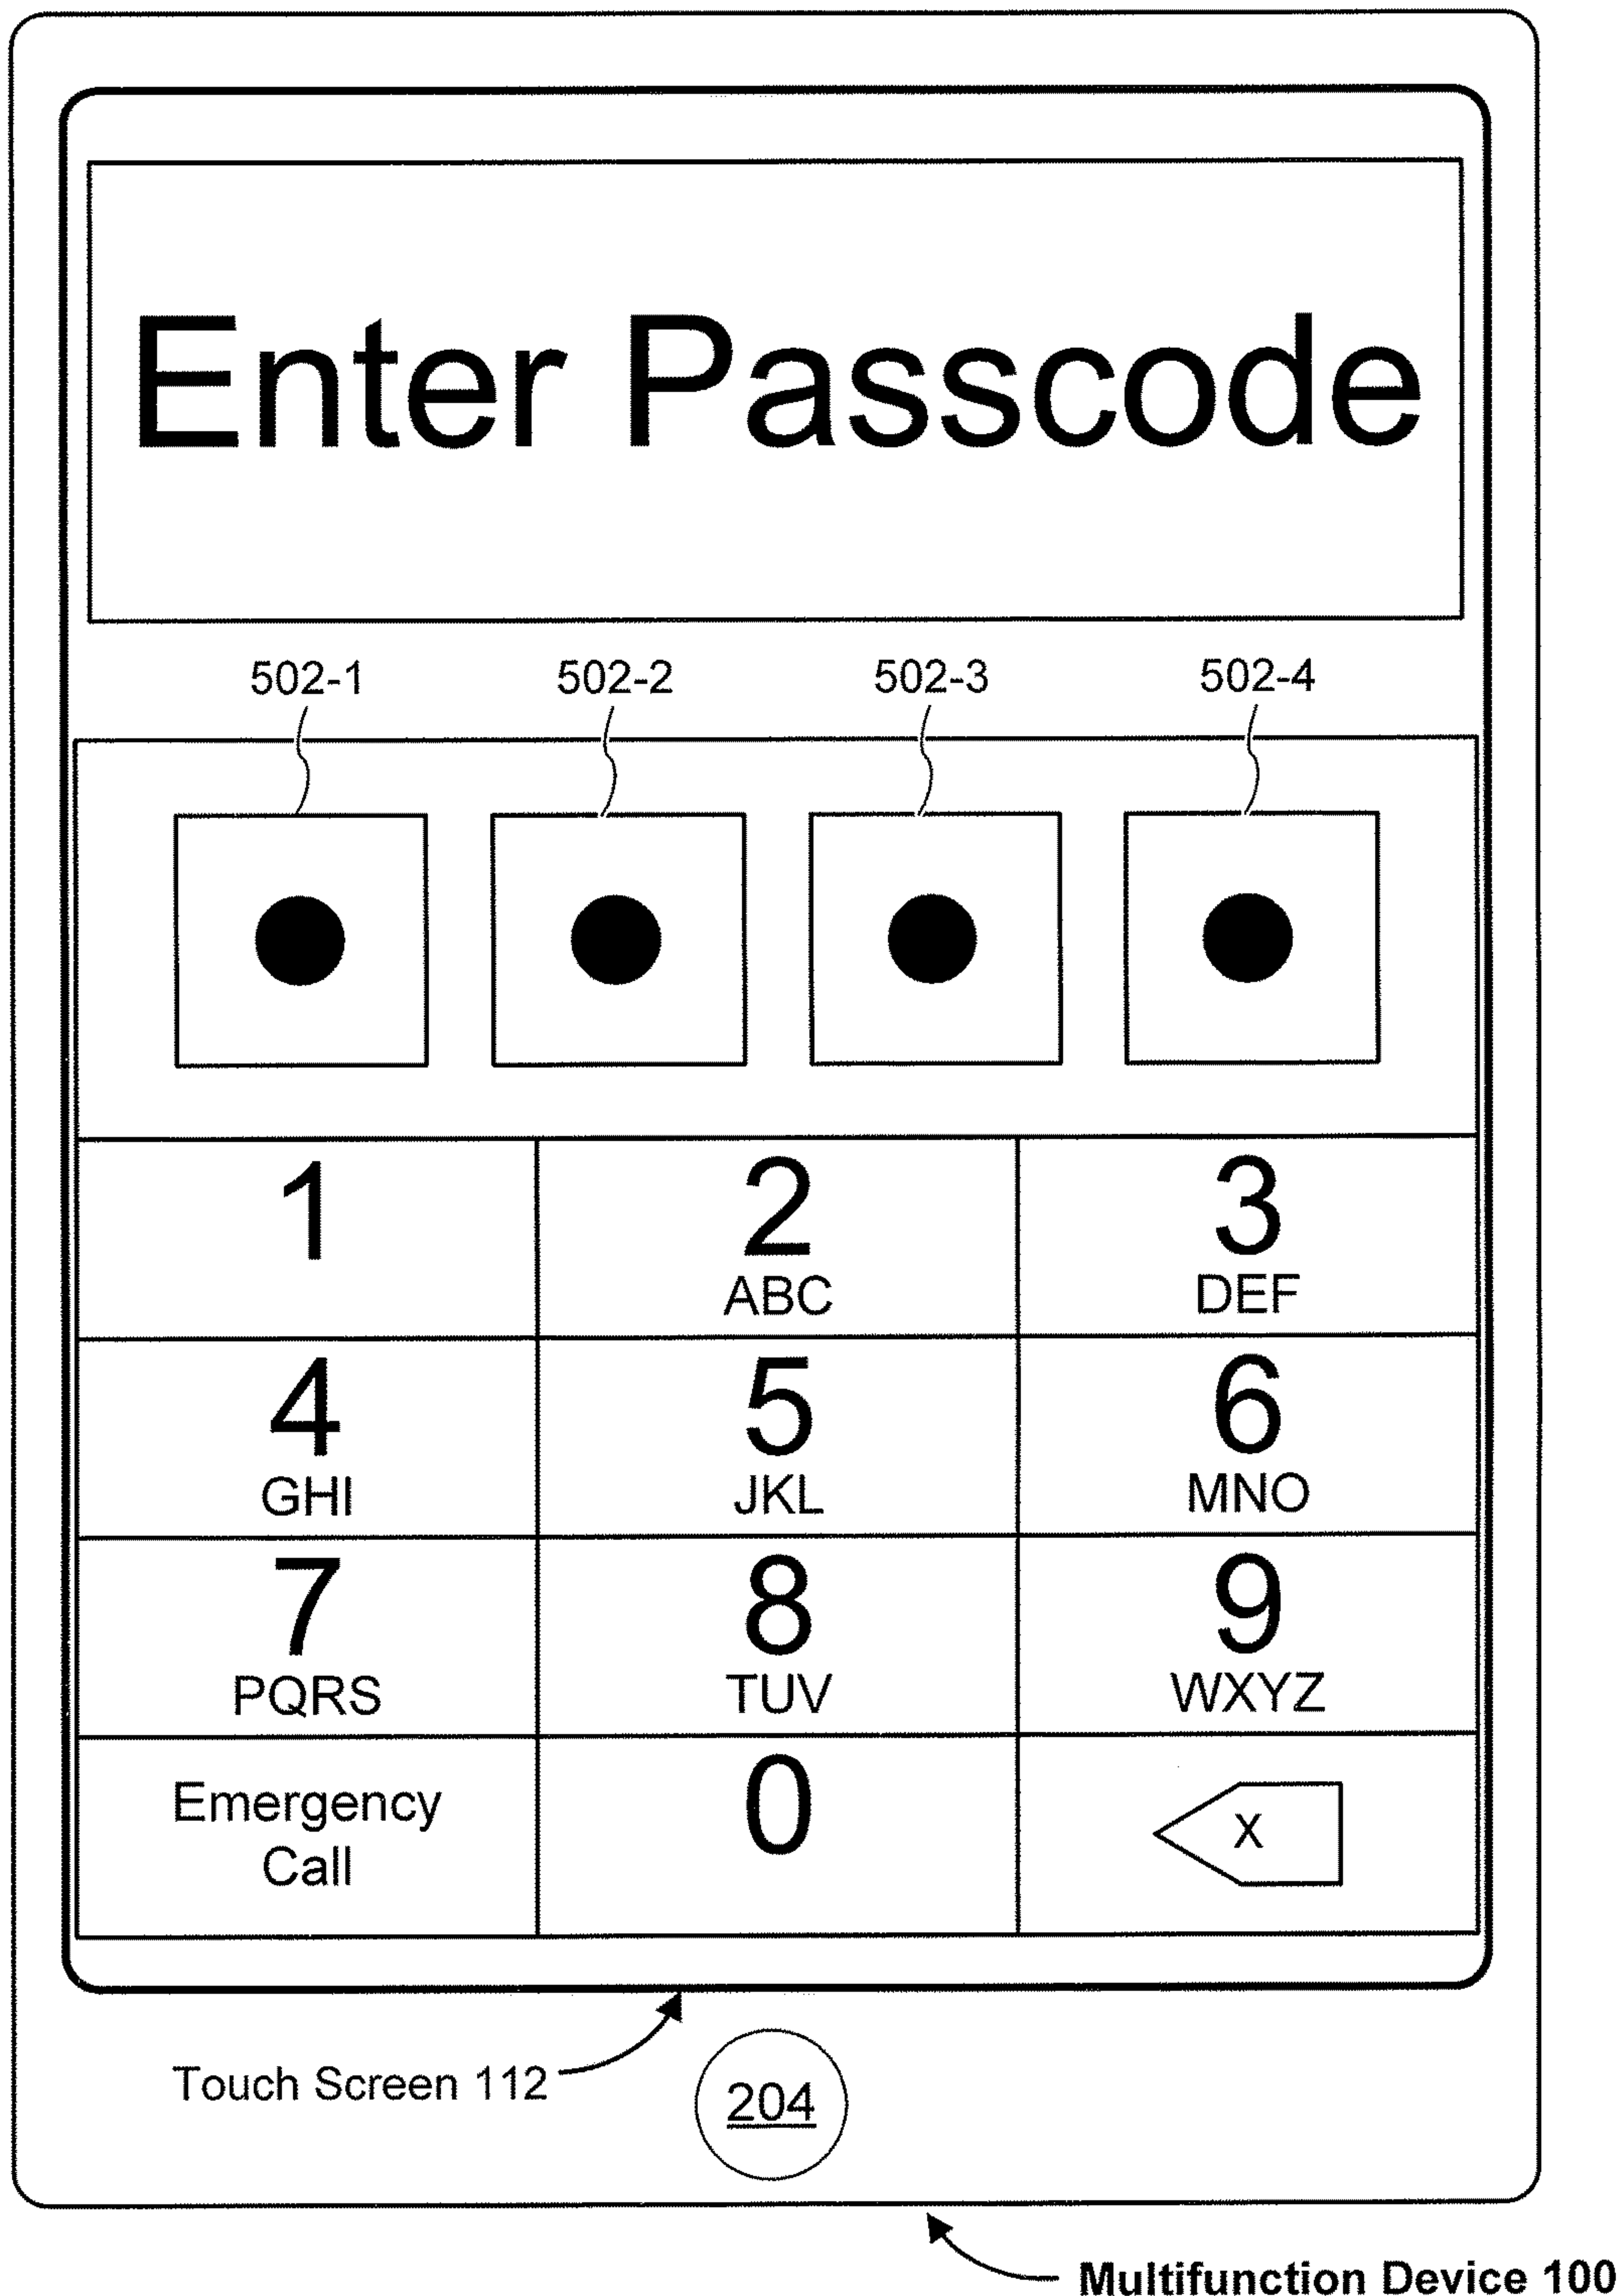 Enter Passcode
502-1 502-2 502-3 502-4
1 2 3
ABC DEF
4 5 6
GHI JKL MNO
7 8 9
PQRS TUV WXYZ
Emergency
Call
0
X
Touch Screen 112
204
Multifunction Device 100